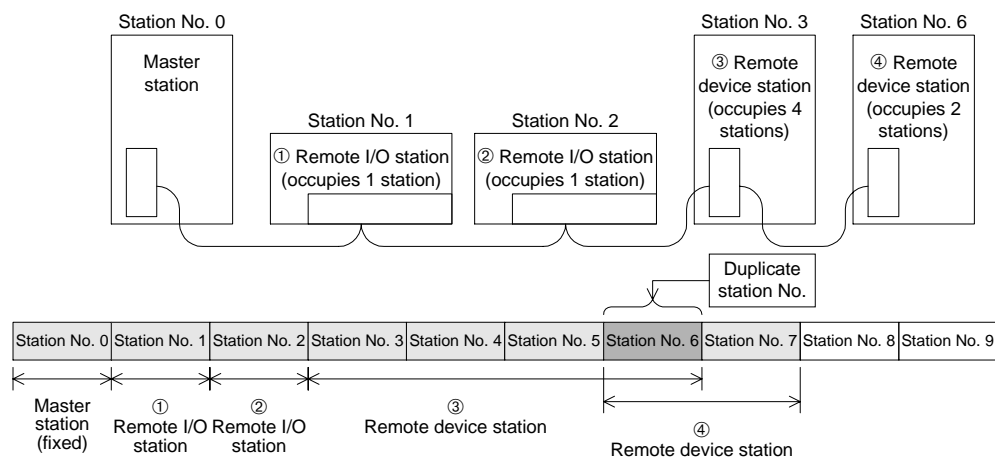 Station No. 0
Station No. 3
Station No. 6
Master
station
③ Remote
device station
(occupies 4
stations)
④ Remote
device station
(occupies 2
stations)
Station No. 1
Station No. 2
① Remote I/O station
(occupies 1 station)
② Remote I/O station
(occupies 1 station)
Duplicate
station No.
Station No. 0 Station No. 1 Station No. 2 Station No. 3 Station No. 4 Station No. 5 Station No. 6 Station No. 7 Station No. 8 Station No. 9
Master
station
(fixed)
①
Remote I/O
station
②
Remote I/O
station
③
Remote device station
④
Remote device station